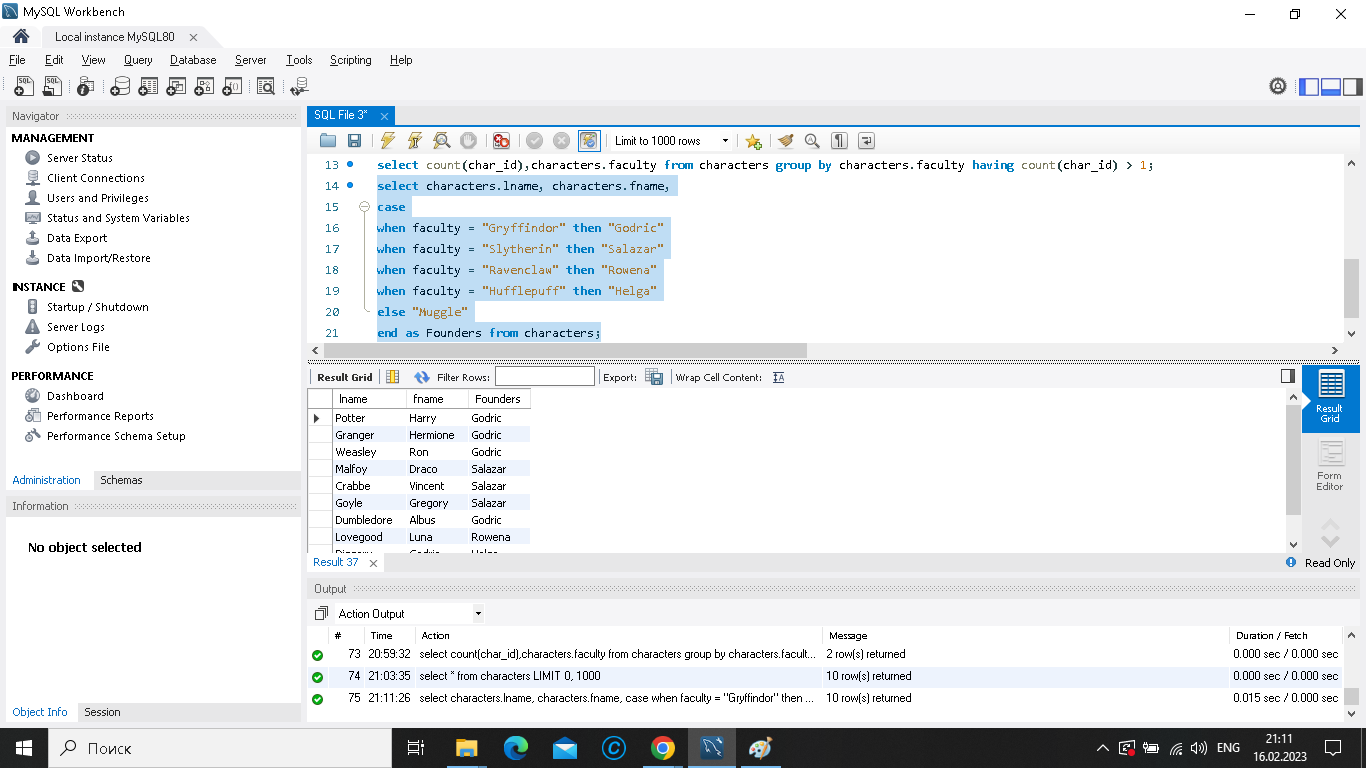 MySQL Workbench
Local instance MySQL80
File Edit View Query Database Server Tools Scripting Help
Navigator
MANAGEMENT
Server Status
Client Connections
Users and Privileges
Status and System Variables
Data Export
Data Import/Restore
INSTANCE
Startup / Shutdown
Server Logs
Options File
PERFORMANCE
Dashboard
Performance Reports
Performance Schema Setup
Administration Schemas
Information
No object selected
Object Info Session
SQL File 3*
Limit to 1000 rows
13 select count(char_id),characters.faculty from characters group by characters.faculty having count(char_id) > 1;
14 select characters.lname, characters.fname,
15 case
16 when faculty = "Gryffindor" then "Godric"
17 when faculty = "Slytherin" then "Salazar"
18 when faculty = "Ravenclaw" then "Rowena"
19 when faculty = "Hufflepuff" then "Helga"
20 else "Muggle"
21 end as Founders from characters;
Result Grid Filter Rows: Export: Wrap Cell Content:
lname fname Founders
Potter Harry Godric
Granger Hermione Godric
Weasley Ron Godric
Malfoy Draco Salazar
Crabbe Vincent Salazar
Goyle Gregory Salazar
Dumbledore Albus Godric
Lovegood Luna Rowena
Result Grid
Form Editor
Result 37
Read Only
Output
Action Output
# Time Action Message Duration / Fetch
73 20:59:32 select count(char_id),characters.faculty from characters group by characters.facult... 2 row(s) returned 0.000 sec / 0.000 sec
74 21:03:35 select * from characters LIMIT 0, 1000 10 row(s) returned 0.000 sec / 0.000 sec
75 21:11:26 select characters.lname, characters.fname, case when faculty = "Gryffindor" then ... 10 row(s) returned 0.015 sec / 0.000 sec
Поиск
ENG
21:11
16.02.2023